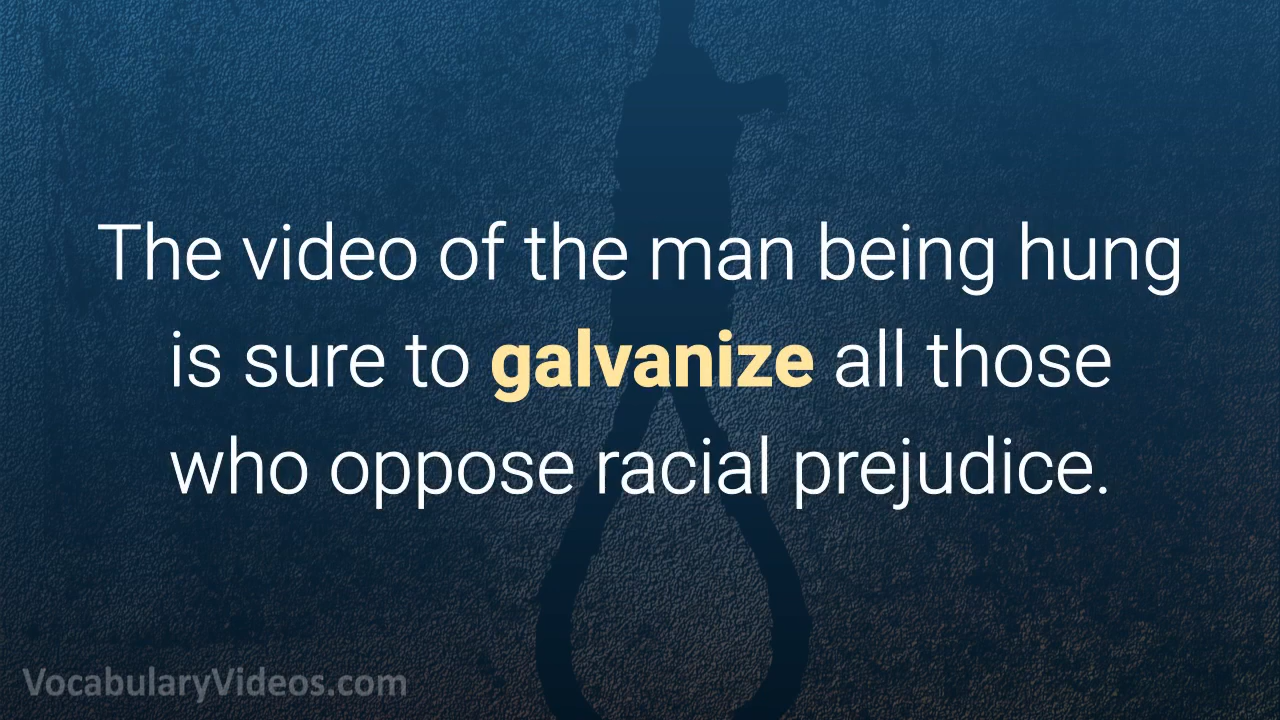 The video of the man being hung
is sure to galvanize all those
who oppose racial prejudice.
VocabularyVideos.com